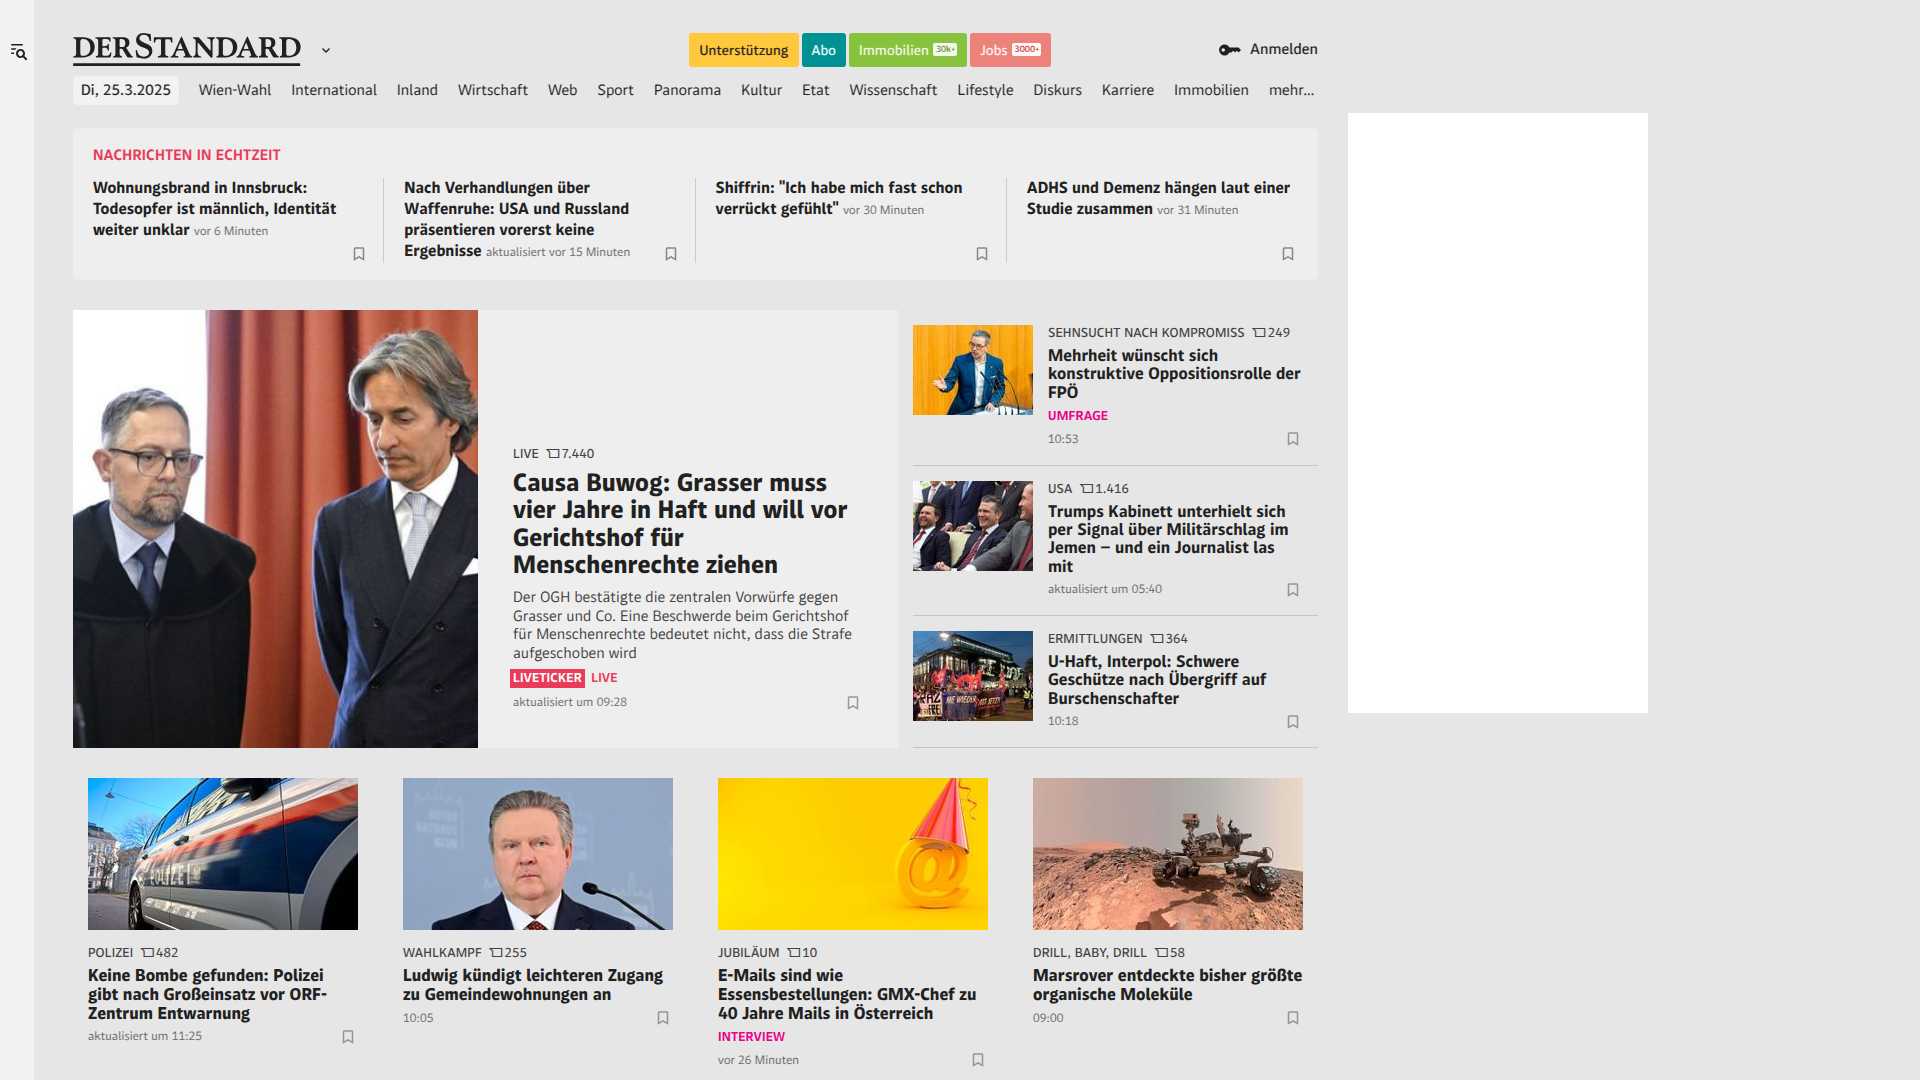 DERSTANDARD
Unterstützung
Abo
Immobilien 30k+
Jobs 3000+
Anmelden
Di, 25.3.2025
Wien-Wahl
International
Inland
Wirtschaft
Web
Sport
Panorama
Kultur
Etat
Wissenschaft
Lifestyle
Diskurs
Karriere
Immobilien
mehr...
NACHRICHTEN IN ECHTZEIT
Wohnungsbrand in Innsbruck:
Todesopfer ist männlich, Identität
weiter unklar vor 6 Minuten
Nach Verhandlungen über
Waffenruhe: USA und Russland
präsentieren vorerst keine
Ergebnisse aktualisiert vor 15 Minuten
Shiffrin: "Ich habe mich fast schon
verrückt gefühlt" vor 30 Minuten
ADHS und Demenz hängen laut einer
Studie zusammen vor 31 Minuten
LIVE 7.440
Causa Buwog: Grasser muss
vier Jahre in Haft und will vor
Gerichtshof für
Menschenrechte ziehen
Der OGH bestätigte die zentralen Vorwürfe gegen
Grasser und Co. Eine Beschwerde beim Gerichtshof
für Menschenrechte bedeutet nicht, dass die Strafe
aufgeschoben wird
LIVETICKER LIVE
aktualisiert um 09:28
SEHNSUCHT NACH KOMPROMISS 249
Mehrheit wünscht sich
konstruktive Oppositionsrolle der
FPÖ
UMFRAGE
10:53
USA 1.416
Trumps Kabinett unterhielt sich
per Signal über Militärschlag im
Jemen – und ein Journalist las
mit
aktualisiert um 05:40
ERMITTLUNGEN 364
U-Haft, Interpol: Schwere
Geschütze nach Übergriff auf
Burschenschafter
10:18
POLIZEI 482
Keine Bombe gefunden: Polizei
gibt nach Großeinsatz vor ORF-
Zentrum Entwarnung
aktualisiert um 11:25
WAHLKAMPF 255
Ludwig kündigt leichteren Zugang
zu Gemeindewohnungen an
10:05
JUBILÄUM 10
E-Mails sind wie
Essensbestellungen: GMX-Chef zu
40 Jahre Mails in Österreich
INTERVIEW
vor 26 Minuten
DRILL, BABY, DRILL 58
Marsrover entdeckte bisher größte
organische Moleküle
09:00